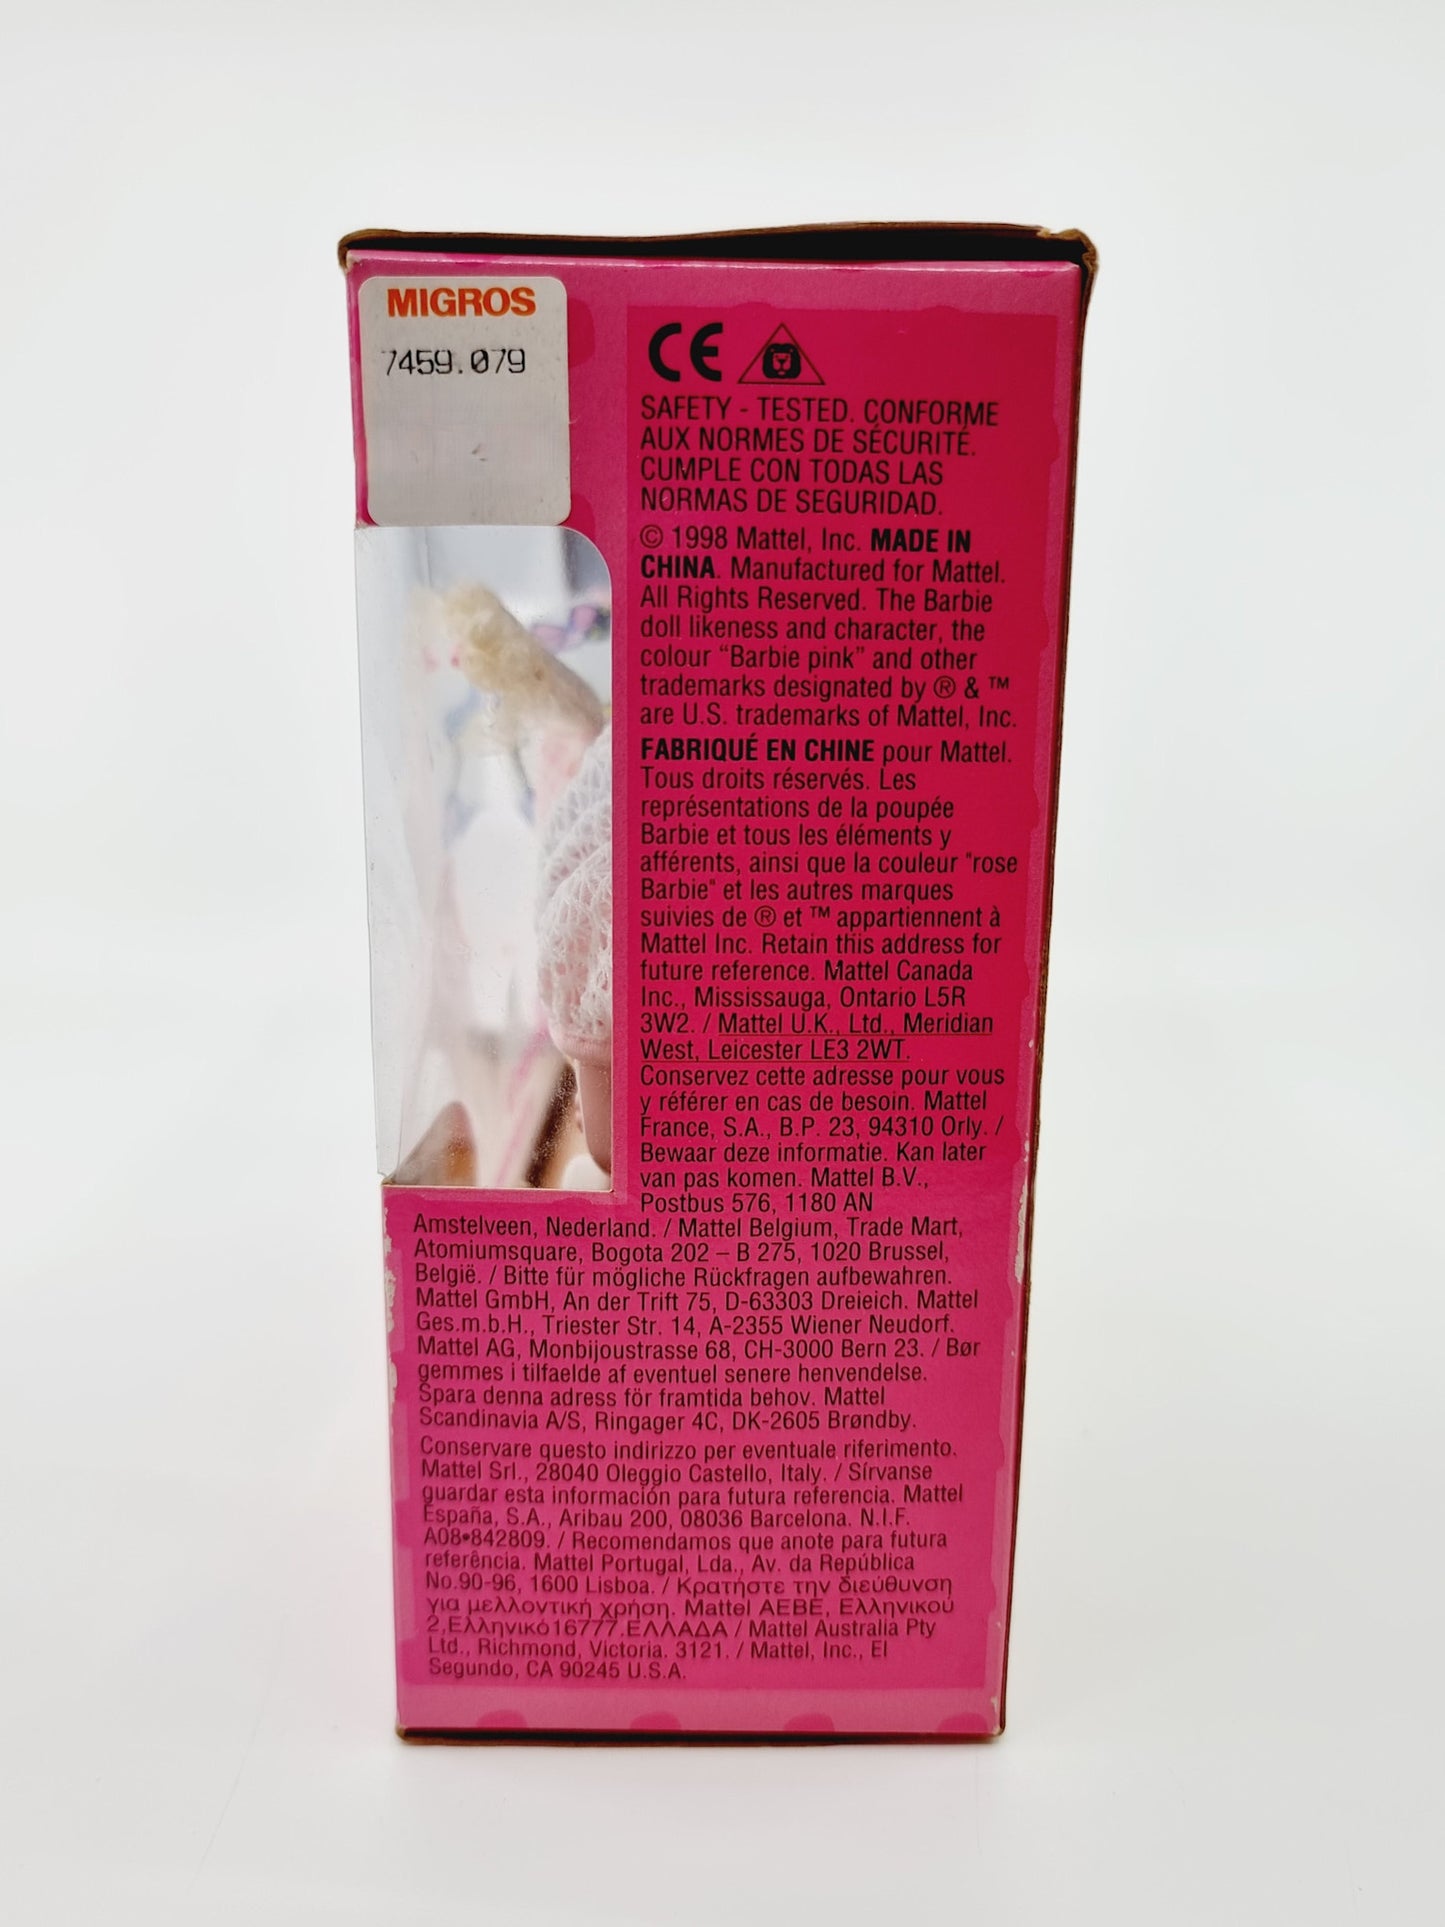 MIGROS
7459.079
CE
SAFETY - TESTED. CONFORME
AUX NORMES DE SÉCURITÉ.
CUMPLE CON TODAS LAS
NORMAS DE SEGURIDAD.
© 1998 Mattel, Inc. MADE IN
CHINA. Manufactured for Mattel.
All Rights Reserved. The Barbie
doll likeness and character, the
colour “Barbie pink” and other
trademarks designated by ® & ™
are U.S. trademarks of Mattel, Inc.
FABRIQUÉ EN CHINE pour Mattel.
Tous droits réservés. Les
représentations de la poupée
Barbie et tous les éléments y
afférents, ainsi que la couleur "rose
Barbie" et les autres marques
suivies de ® et ™ appartiennent à
Mattel Inc. Retain this address for
future reference. Mattel Canada
Inc., Mississauga, Ontario L5R
3W2. / Mattel U.K., Ltd., Meridian
West, Leicester LE3 2WT.
Conservez cette adresse pour vous
y référer en cas de besoin. Mattel
France, S.A., B.P. 23, 94310 Orly. /
Bewaar deze informatie. Kan later
van pas komen. Mattel B.V.,
Postbus 576, 1180 AN
Amstelveen, Nederland. / Mattel Belgium, Trade Mart,
Atomiumsquare, Bogota 202 – B 275, 1020 Brussel,
België. / Bitte für mögliche Rückfragen aufbewahren.
Mattel GmbH, An der Trift 75, D-63303 Dreieich. Mattel
Ges.m.b.H., Triester Str. 14, A-2355 Wiener Neudorf.
Mattel AG, Monbijoustrasse 68, CH-3000 Bern 23. / Bør
gemmes i tilfaelde af eventuel senere henvendelse.
Spara denna adress för framtida behov. Mattel
Scandinavia A/S, Ringager 4C, DK-2605 Brøndby.
Conservare questo indirizzo per eventuale riferimento.
Mattel Srl., 28040 Oleggio Castello, Italy. / Sírvanse
guardar esta información para futura referencia. Mattel
España, S.A., Aribau 200, 08036 Barcelona. N.I.F.
A08•842809. / Recomendamos que anote para futura
referência. Mattel Portugal, Lda., Av. da República
No.90-96, 1600 Lisboa. / Κρατήστε την διεύθυνση
για μελλοντική χρήση. Mattel ΑΕΒΕ, Ελληνικού
2,Ελληνικό16777.ΕΛΛΑΔΑ / Mattel Australia Pty
Ltd., Richmond, Victoria. 3121. / Mattel, Inc., El
Segundo, CA 90245 U.S.A.